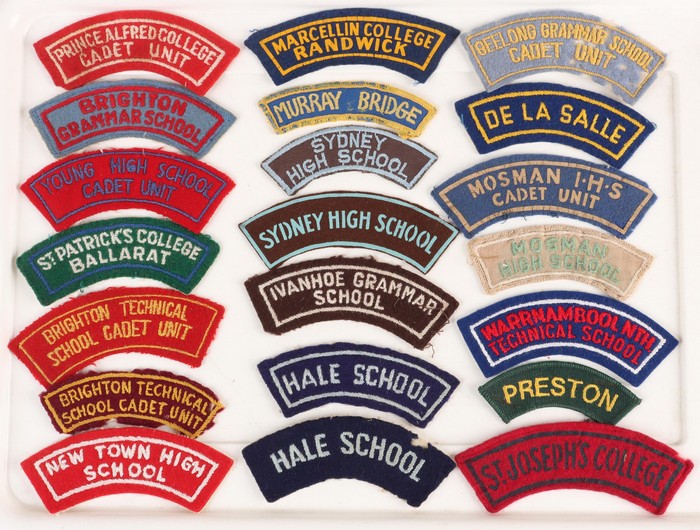 PRINCE ALFRED COLLEGE
CADET UNIT
BRIGHTON
GRAMMAR SCHOOL
YOUNG HIGH SCHOOL
CADET UNIT
ST PATRICK'S COLLEGE
BALLARAT
BRIGHTON TECHNICAL
SCHOOL CADET UNIT
BRIGHTON TECHNICAL
SCHOOL CADET.UNIT
NEW TOWN HIGH
SCHOOL
MARCELLIN COLLEGE
RANDWICK
MURRAY BRIDGE
SYDNEY
HIGH SCHOOL
SYDNEY HIGH SCHOOL
IVANHOE GRAMMAR
SCHOOL
HALE SCHOOL
HALE SCHOOL
GEELONG GRAMMAR SCHOOL
CADET UNIT
DE LA SALLE
MOSMAN I·H·S
CADET UNIT
MOSMAN
HIGH SCHOOL
WARRNAMBOOL NTH
TECHNICAL SCHOOL
PRESTON
ST. JOSEPH'S COLLEGE